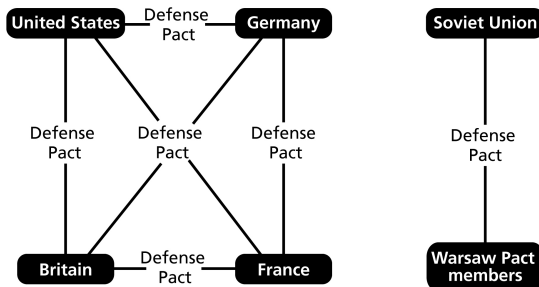 United States
Defense
Pact
Germany
Soviet Union
Defense
Pact
Defense
Pact
Defense
Pact
Defense
Pact
Britain
Defense
Pact
France
Warsaw Pact
members